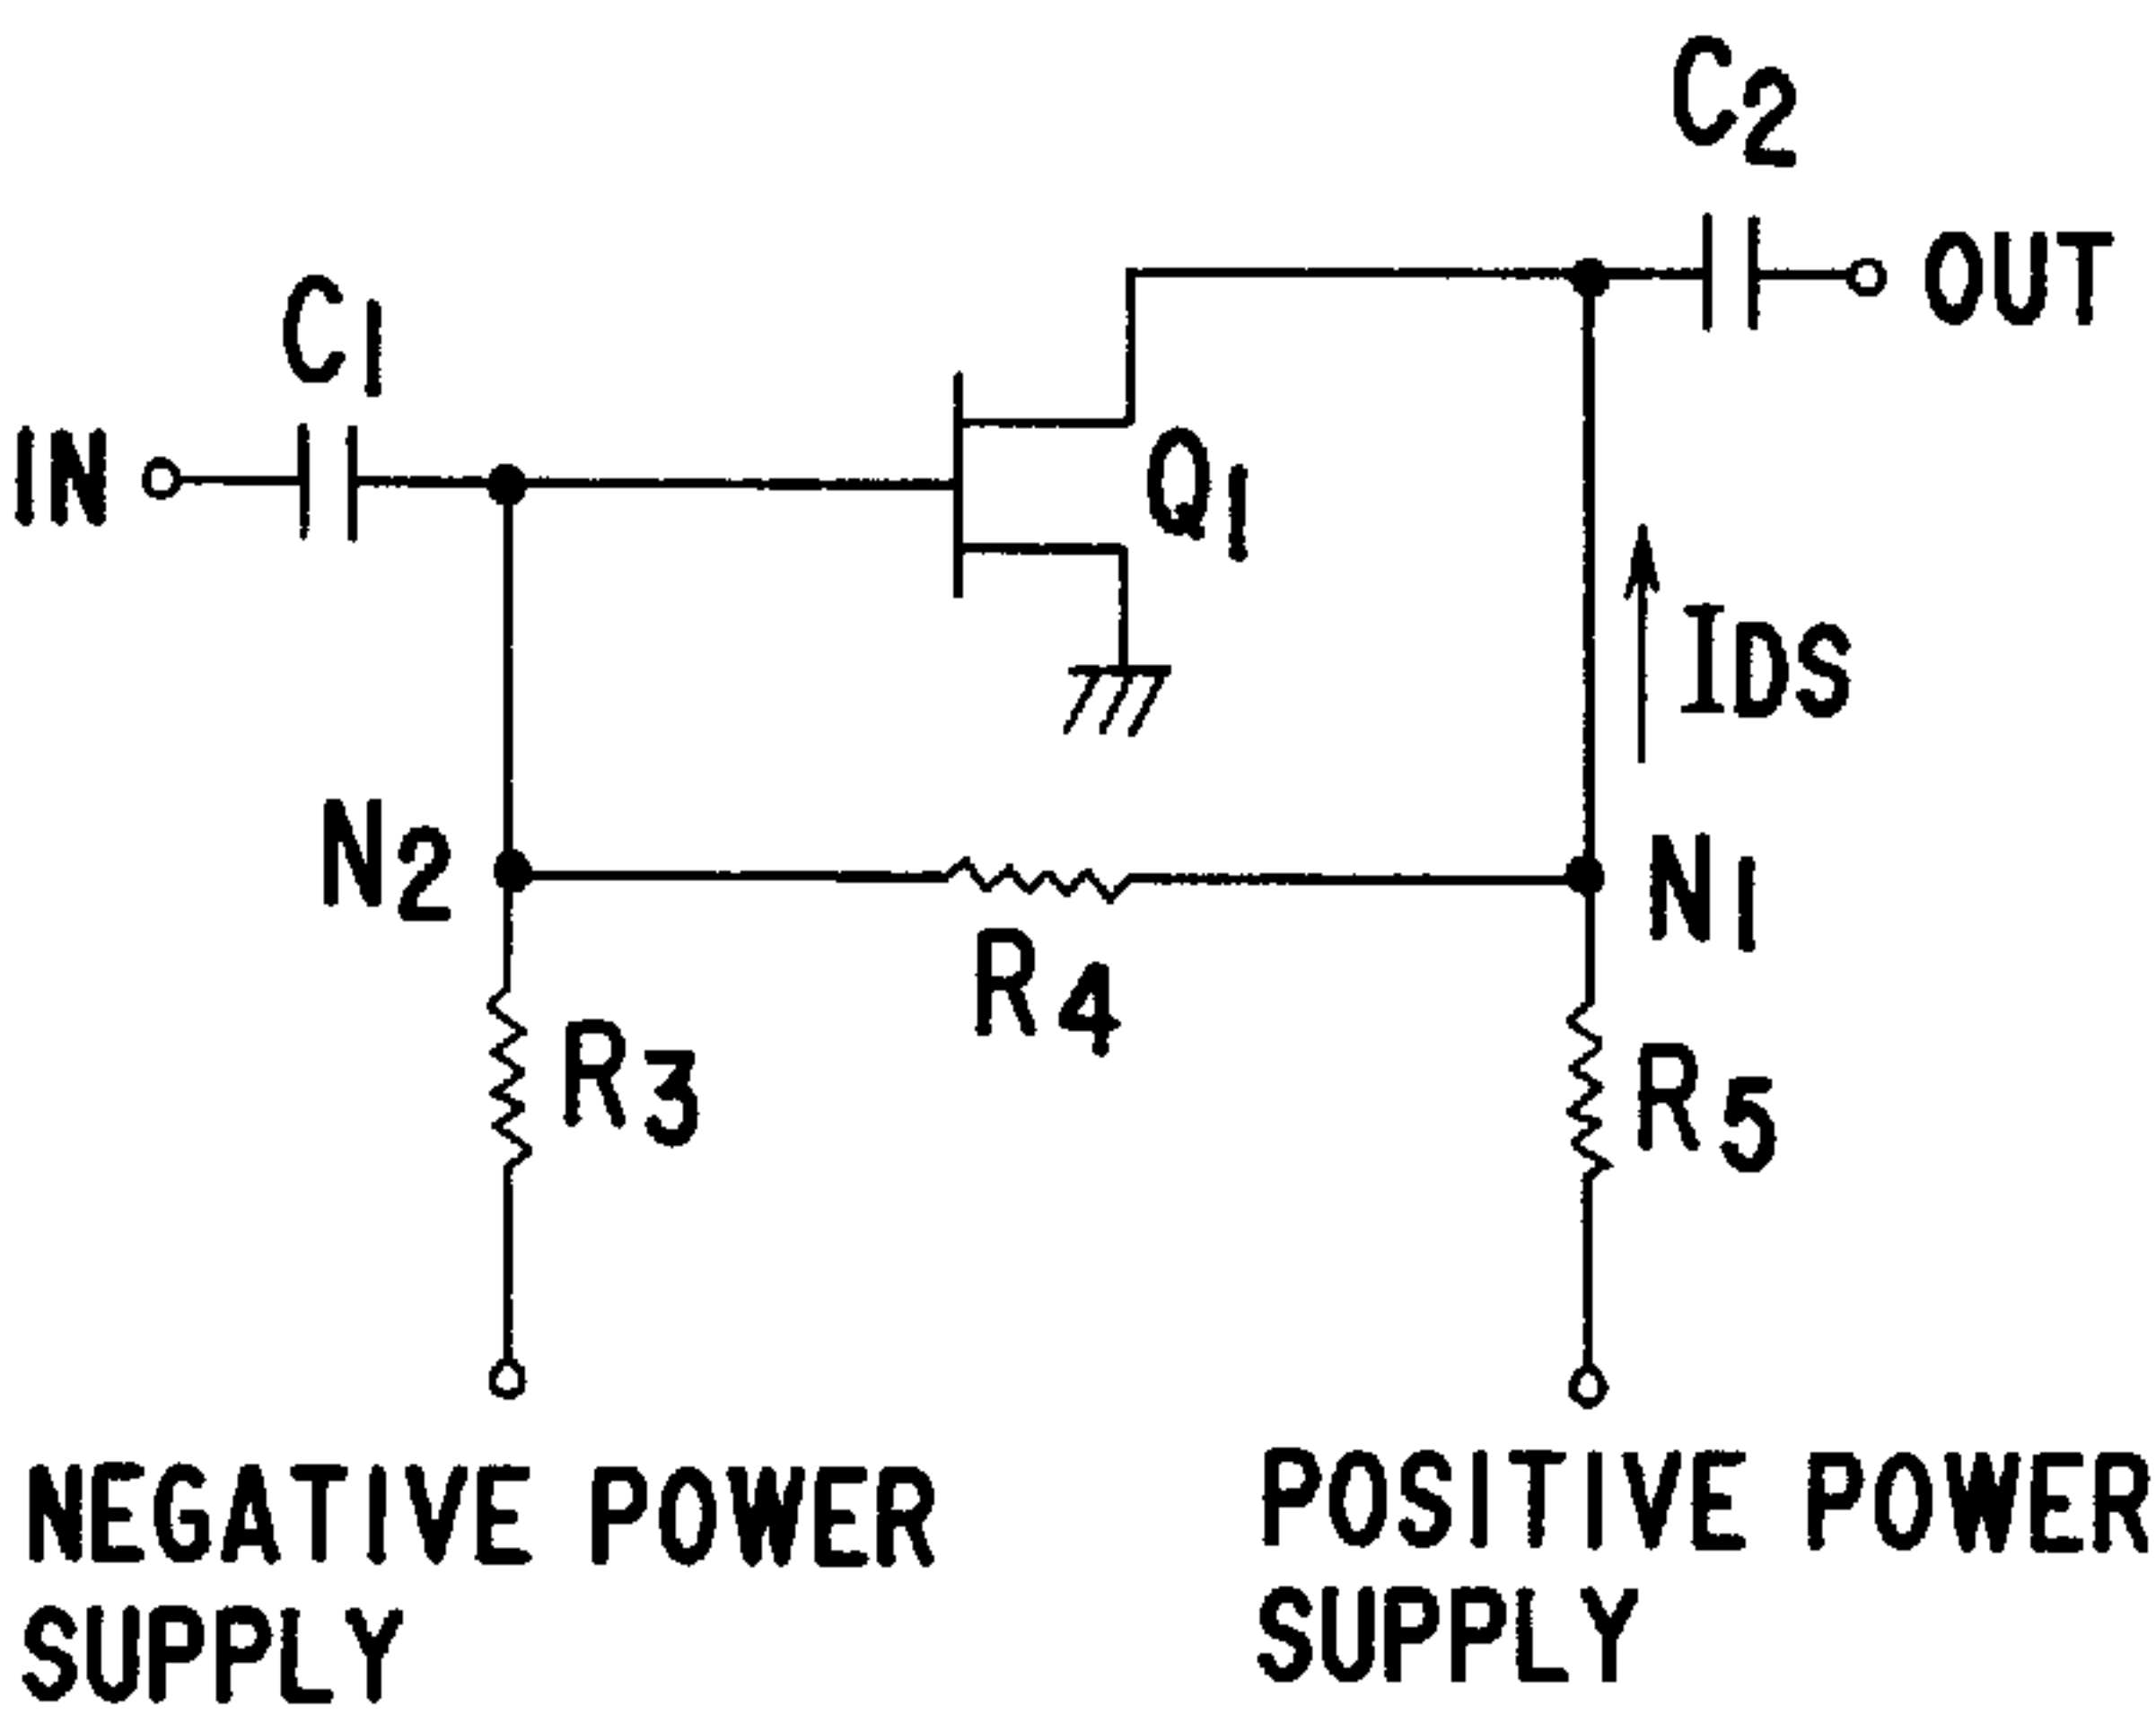 C2
OUT
C1
IN
Q1
IDS
N2
N1
R4
R3
R5
NEGATIVE POWER
SUPPLY
POSITIVE POWER
SUPPLY